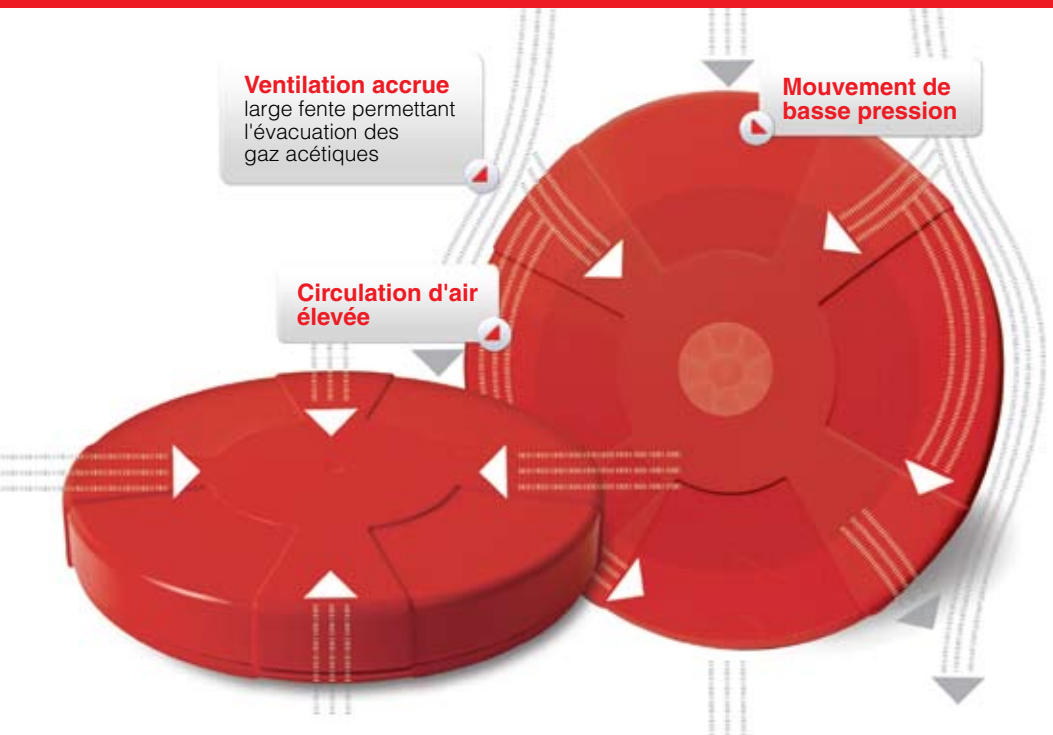 Ventilation accrue
large fente permettant
l'évacuation des
gaz acétiques
Mouvement de
basse pression
Circulation d'air
élevée